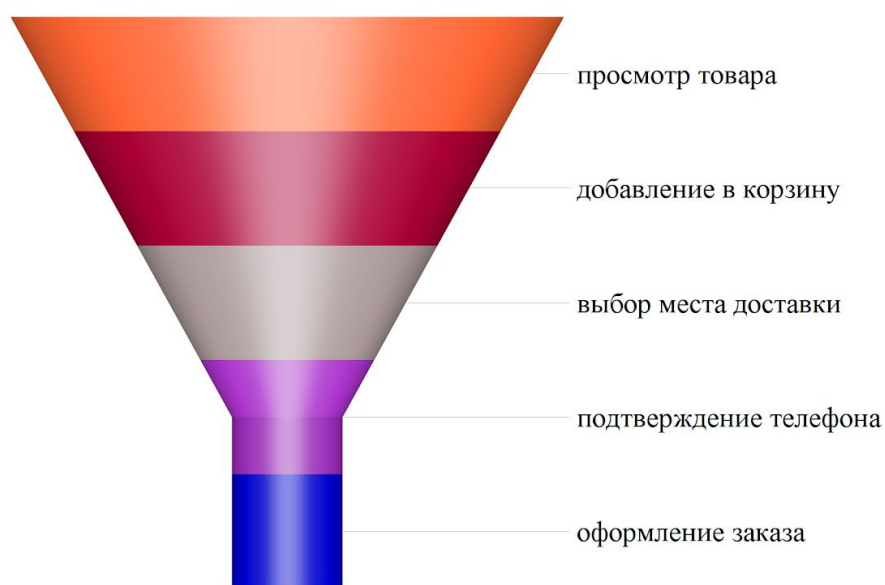 просмотр товара
добавление в корзину
выбор места доставки
подтверждение телефона
оформление заказа